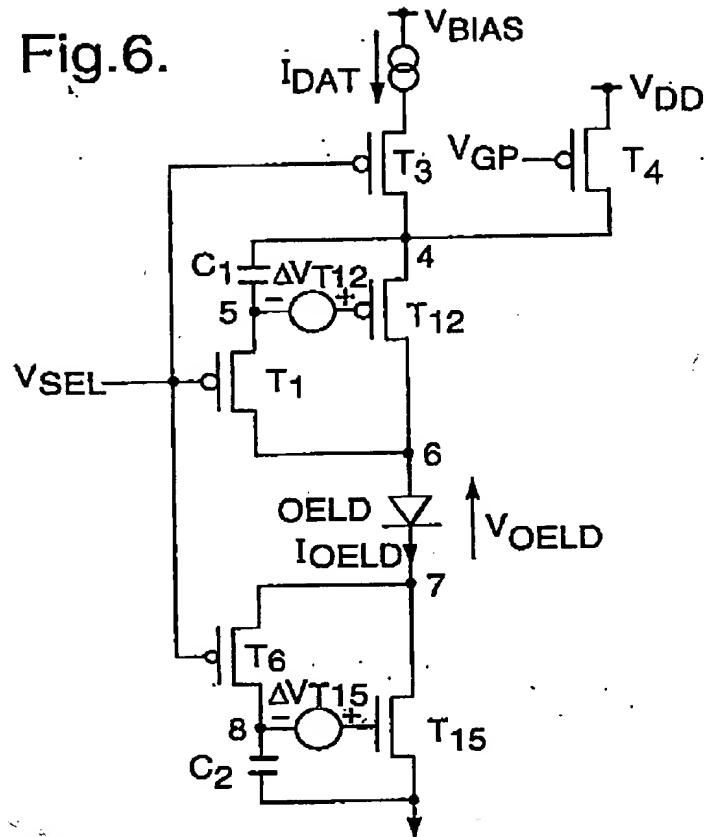 Fig.6.
VBIAS
IDAT
VDD
VGP
T3
T4
4
C1
ΔVT12
5
- +
T12
VSEL
T1
6
OELD
VOELD
IOELD
7
T6
ΔVT15
8
- +
T15
C2